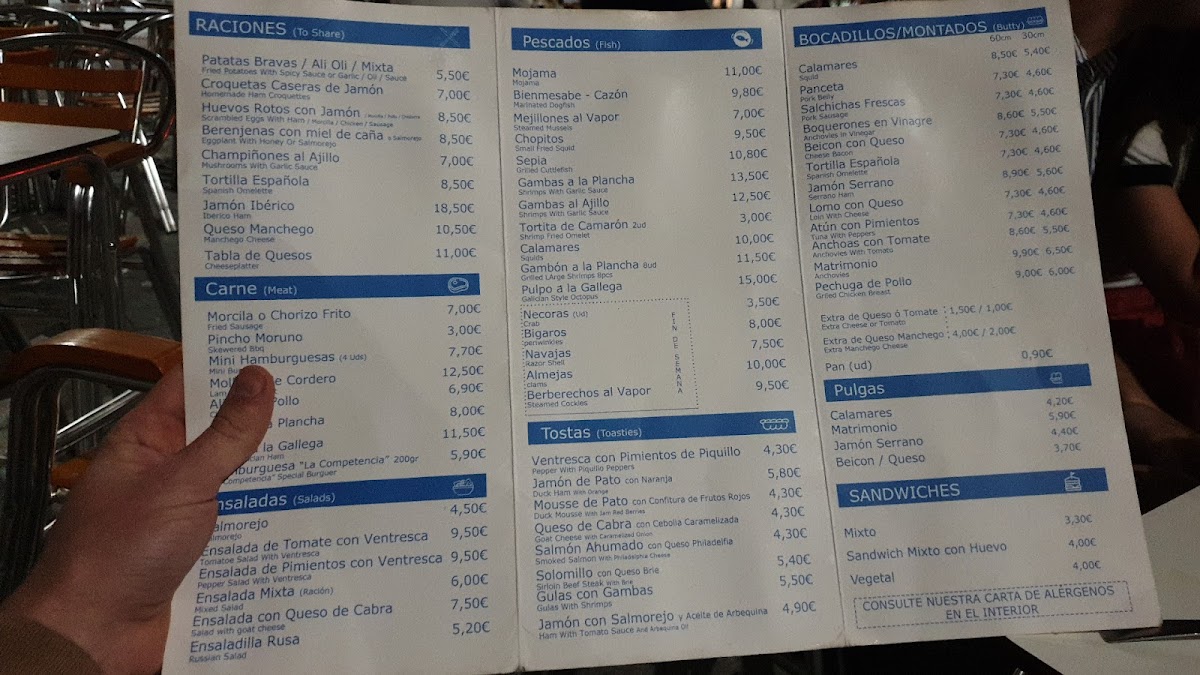 RACIONES (To Share)
Patatas Bravas / Ali Oli / Mixta 5,50€
Fried Potatoes With Spicy Sauce or Garlic / Oil / Sauce
Croquetas Caseras de Jamón 7,00€
Homemade Ham Croquettes
Huevos Rotos con Jamón 8,50€
Scrambled Eggs With Ham / Morcilla / Chicken / Sausage
Berenjenas con miel de caña o Salmorejo 8,50€
Eggplant With Honey Or Salmorejo
Champiñones al Ajillo 7,00€
Mushrooms With Garlic Sauce
Tortilla Española 8,50€
Spanish Omelette
Jamón Ibérico 18,50€
Iberico Ham
Queso Manchego 10,50€
Manchego Cheese
Tabla de Quesos 11,00€
Cheeseplatter
Carne (Meat)
Morcila o Chorizo Frito 7,00€
Fried Sausage
Pincho Moruno 3,00€
Skewered Bbq
Mini Hamburguesas (4 Uds) 7,70€
Mini
Cordero 12,50€
Pollo 6,90€
Plancha 8,00€
la Gallega 11,50€
Ham
"La Competencia" 200gr 5,90€
Competencia" Special Burguer
Ensaladas (Salads)
Salmorejo 4,50€
Salmorejo
Ensalada de Tomate con Ventresca 9,50€
Tomatoe Salad With Ventresca
Ensalada de Pimientos con Ventresca 9,50€
Pepper Salad With Ventresca
Ensalada Mixta (Ración) 6,00€
Mixed Salad
Ensalada con Queso de Cabra 7,50€
Salad with goat cheese
Ensaladilla Rusa 5,20€
Russian Salad
Pescados (Fish)
Mojama 11,00€
Mojama
Bienmesabe - Cazón 9,80€
Marinated Dogfish
Mejillones al Vapor 7,00€
Steamed Mussels
Chopitos 9,50€
Small Fried Squid
Sepia 10,80€
Grilled Cuttlefish
Gambas a la Plancha 13,50€
Shrimps With Garlic Sauce
Gambas al Ajillo 12,50€
Shrimps With Garlic Sauce
Tortita de Camarón 2ud 3,00€
Shrimp Fried Omelet
Calamares 10,00€
Squids
Gambón a la Plancha 8ud 11,50€
Grilled LArge Shrimps 8pcs
Pulpo a la Gallega 15,00€
Galician Style Octopus
Necoras (Ud) 3,50€
Crab
Bigaros 8,00€
periwinkles
Navajas 7,50€
Razor Shell
Almejas 10,00€
clams
Berberechos al Vapor 9,50€
Steamed Cockles
FIN DE SEMANA
Tostas (Toasties)
Ventresca con Pimientos de Piquillo 4,30€
Pepper With Piquillo Peppers
Jamón de Pato con Naranja 5,80€
Duck Ham With Orange
Mousse de Pato con Confitura de Frutos Rojos 4,30€
Duck Mousse With Jam Red Berries
Queso de Cabra con Cebolla Caramelizada 4,30€
Goat Cheese With Caramelized Onion
Salmón Ahumado con Queso Philadelfia 4,30€
Smoked Salmon With Philadelphia Cheese
Solomillo con Queso Brie 5,40€
Sirloin Beef Steak With Brie
Gulas con Gambas 5,50€
Gulas With Shrimps
Jamón con Salmorejo y Aceite de Arbequina 4,90€
Ham With Tomato Sauce And Arbequina Oil
BOCADILLOS/MONTADOS (Butty)
60cm 30cm
Calamares 8,50€ 5,40€
Squid
Panceta 7,30€ 4,60€
Pork Belly
Salchichas Frescas 7,30€ 4,60€
Pork Sausage
Boquerones en Vinagre 8,60€ 5,50€
Anchovies in Vinegar
Beicon con Queso 7,30€ 4,60€
Cheese Bacon
Tortilla Española 7,30€ 4,60€
Spanish Omelette
Jamón Serrano 8,90€ 5,60€
Serrano Ham
Lomo con Queso 7,30€ 4,60€
Loin With Cheese
Atún con Pimientos 7,30€ 4,60€
Tuna With Peppers
Anchoas con Tomate 8,60€ 5,50€
Anchovies With Tomato
Matrimonio 9,90€ 6,50€
Anchovies
Pechuga de Pollo 9,00€ 6,00€
Grilled Chicken Breast
Extra de Queso ó Tomate 1,50€ / 1,00€
Extra Cheese or Tomato
Extra de Queso Manchego 4,00€ / 2,00€
Extra Manchego Cheese
Pan (ud) 0,90€
Pulgas
Calamares 4,20€
Matrimonio 5,90€
Jamón Serrano 4,40€
Beicon / Queso 3,70€
SANDWICHES
Mixto 3,30€
Sandwich Mixto con Huevo 4,00€
Vegetal 4,00€
CONSULTE NUESTRA CARTA DE ALÉRGENOS
EN EL INTERIOR